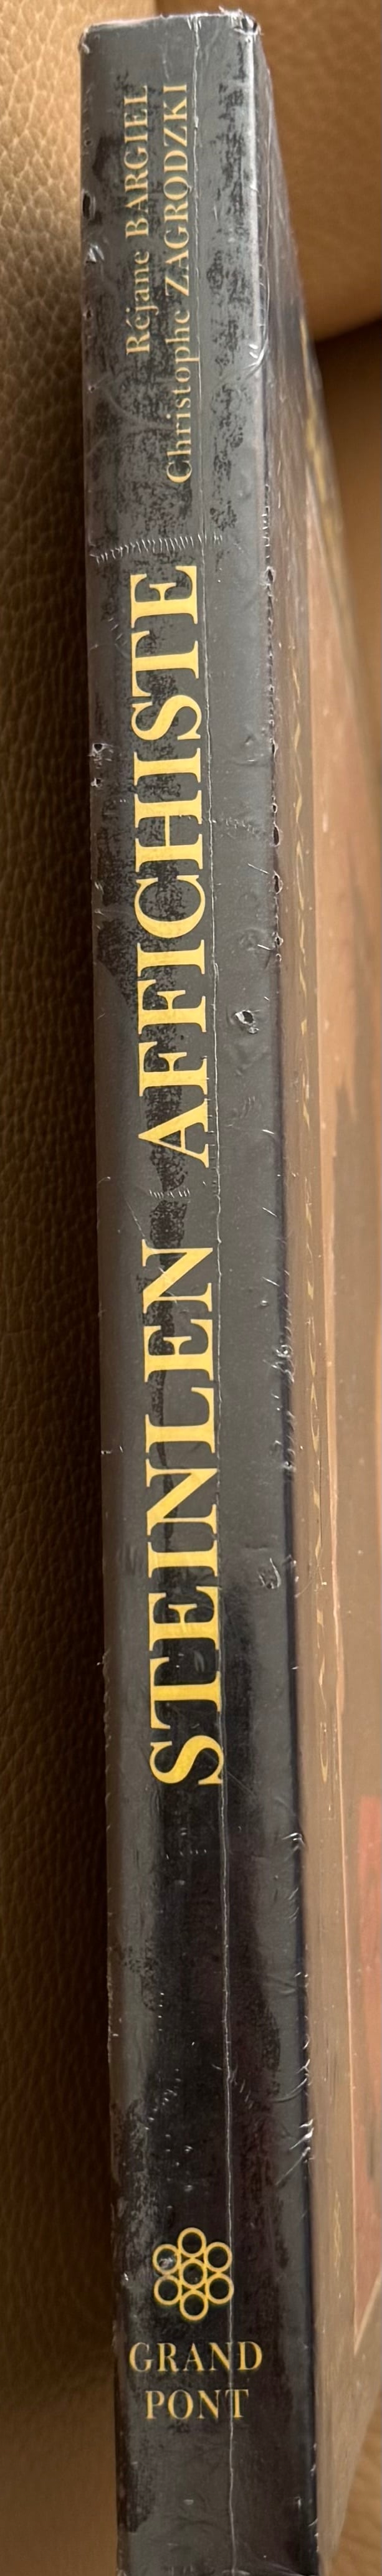 Réjane BARGIEL
Christophe ZAGRODZKI
STEINLEN AFFICHISTE
GRAND
PONT